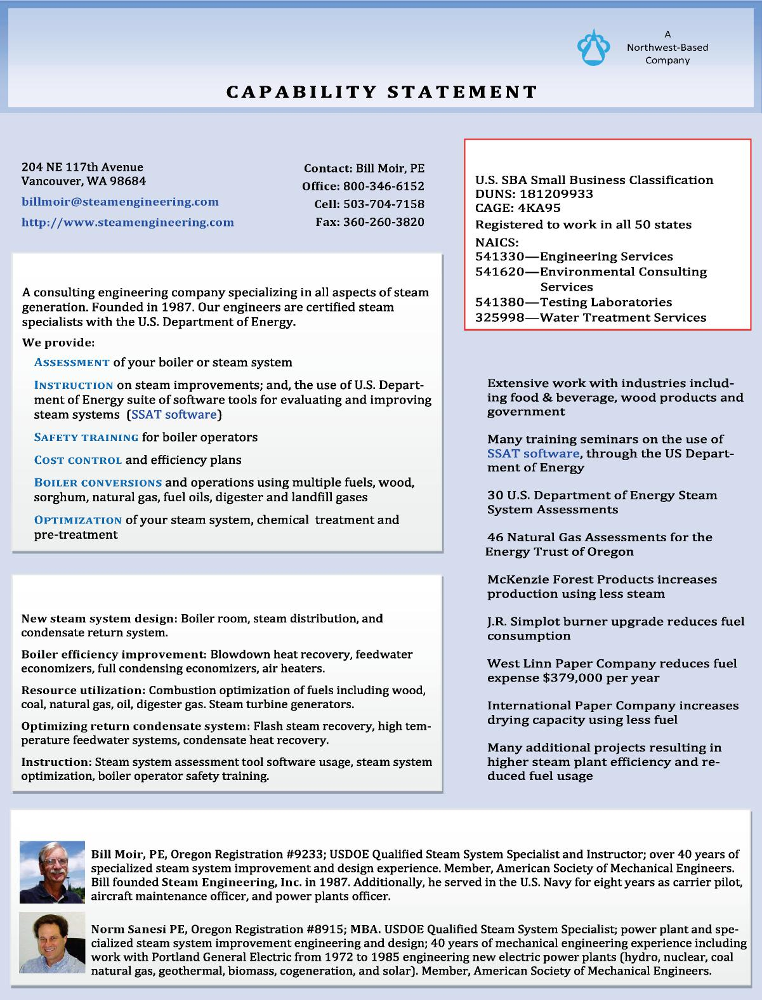 A
Northwest-Based
Company
CAPABILITY STATEMENT
204 NE 117th Avenue
Vancouver, WA 98684
billmoir@steamengineering.com
http://www.steamengineering.com
Contact: Bill Moir, PE
Office: 800-346-6152
Cell: 503-704-7158
Fax: 360-260-3820
U.S. SBA Small Business Classification
DUNS: 181209933
CAGE: 4KA95
Registered to work in all 50 states
NAICS:
541330—Engineering Services
541620—Environmental Consulting
Services
541380—Testing Laboratories
325998—Water Treatment Services
A consulting engineering company specializing in all aspects of steam
generation. Founded in 1987. Our engineers are certified steam
specialists with the U.S. Department of Energy.
We provide:
ASSESSMENT of your boiler or steam system
INSTRUCTION on steam improvements; and, the use of U.S. Depart-
ment of Energy suite of software tools for evaluating and improving
steam systems (SSAT software)
SAFETY TRAINING for boiler operators
COST CONTROL and efficiency plans
BOILER CONVERSIONS and operations using multiple fuels, wood,
sorghum, natural gas, fuel oils, digester and landfill gases
OPTIMIZATION of your steam system, chemical treatment and
pre-treatment
New steam system design: Boiler room, steam distribution, and
condensate return system.
Boiler efficiency improvement: Blowdown heat recovery, feedwater
economizers, full condensing economizers, air heaters.
Resource utilization: Combustion optimization of fuels including wood,
coal, natural gas, oil, digester gas. Steam turbine generators.
Optimizing return condensate system: Flash steam recovery, high tem-
perature feedwater systems, condensate heat recovery.
Instruction: Steam system assessment tool software usage, steam system
optimization, boiler operator safety training.
Extensive work with industries includ-
ing food & beverage, wood products and
government
Many training seminars on the use of
SSAT software, through the US Depart-
ment of Energy
30 U.S. Department of Energy Steam
System Assessments
46 Natural Gas Assessments for the
Energy Trust of Oregon
McKenzie Forest Products increases
production using less steam
J.R. Simplot burner upgrade reduces fuel
consumption
West Linn Paper Company reduces fuel
expense $379,000 per year
International Paper Company increases
drying capacity using less fuel
Many additional projects resulting in
higher steam plant efficiency and re-
duced fuel usage
Bill Moir, PE, Oregon Registration #9233; USDOE Qualified Steam System Specialist and Instructor; over 40 years of
specialized steam system improvement and design experience. Member, American Society of Mechanical Engineers.
Bill founded Steam Engineering, Inc. in 1987. Additionally, he served in the U.S. Navy for eight years as carrier pilot,
aircraft maintenance officer, and power plants officer.
Norm Sanesi PE, Oregon Registration #8915; MBA. USDOE Qualified Steam System Specialist; power plant and spe-
cialized steam system improvement engineering and design; 40 years of mechanical engineering experience including
work with Portland General Electric from 1972 to 1985 engineering new electric power plants (hydro, nuclear, coal
natural gas, geothermal, biomass, cogeneration, and solar). Member, American Society of Mechanical Engineers.